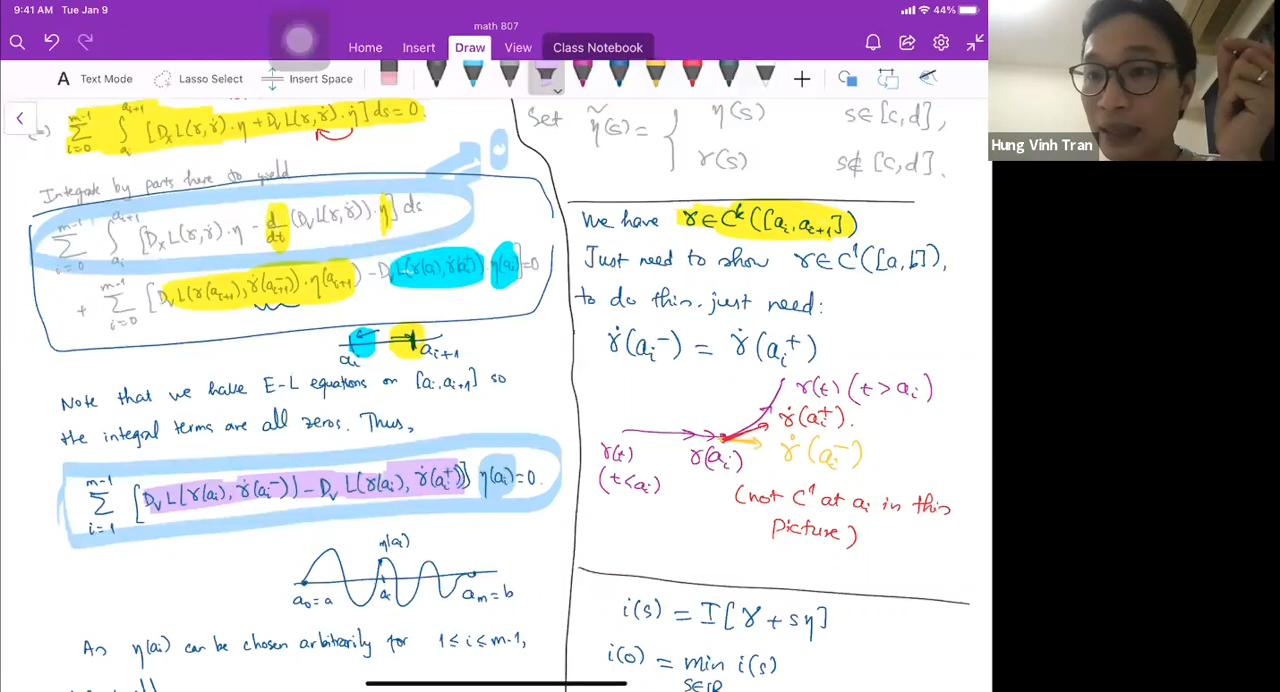 9:41 AM Tue Jan 9
44%
math 807
Home Insert Draw View Class Notebook
A Text Mode Lasso Select Insert Space
Hung Vinh Tran
m-1 Σ i=0 ∫ a_i a_{i+1} [D_x L(γ,γ̇)·η + D_v L(γ,γ̇)·η̇] ds = 0.
Integrate by parts here to yield
m-1 Σ i=0 ∫ a_i a_{i+1} [D_x L(γ,γ̇)·η - d/dt (D_v L(γ,γ̇))·η] ds
+ m-1 Σ i=0 [D_v L(γ(a_{i+1}), γ̇(a_{i+1}^-))·η(a_{i+1}) - D_v L(γ(a_i), γ̇(a_i^+))·η(a_i)] = 0
= 0
a_i a_{i+1}
Note that we have E-L equations on [a_i, a_{i+1}] so
the integral terms are all zeros. Thus,
m-1 Σ i=1 [D_v L(γ(a_i), γ̇(a_i^-)) - D_v L(γ(a_i), γ̇(a_i^+))] η(a_i) = 0.
η(a_i)
a_0 = a a_i a_m = b
As η(a_i) can be chosen arbitrarily for 1 ≤ i ≤ m-1,
Set η̃(s) = { η(s) s∈[c,d],
γ(s) s∉[c,d].
We have γ ∈ C^k([a_i, a_{i+1}])
Just need to show γ ∈ C^1([a,b]),
to do this, just need:
γ̇(a_i^-) = γ̇(a_i^+)
γ(t) (t > a_i)
γ̇(a_i^+).
γ̇(a_i^-)
γ(t) γ(a_i)
(t < a_i)
(not C^1 at a_i in this
picture)
i(s) = I[γ + sη]
i(0) = min i(s)
s∈ℝ